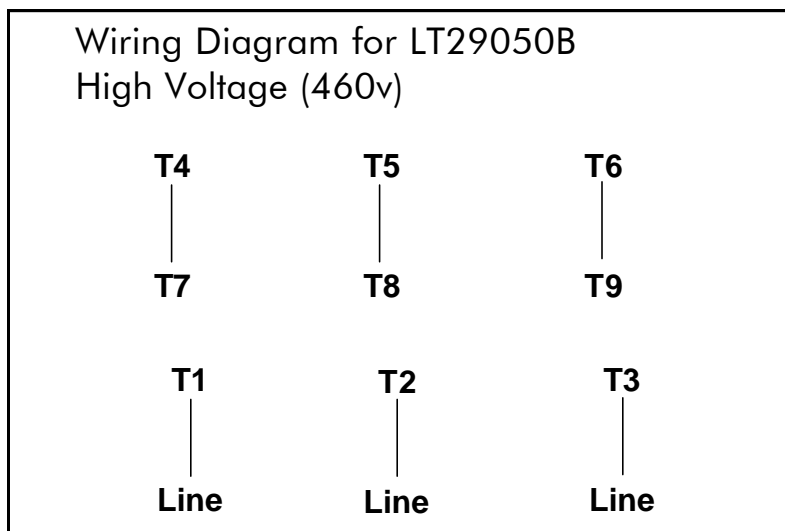 Wiring Diagram for LT29050B
High Voltage (460v)
T4 T5 T6
T7 T8 T9
T1 T2 T3
Line Line Line